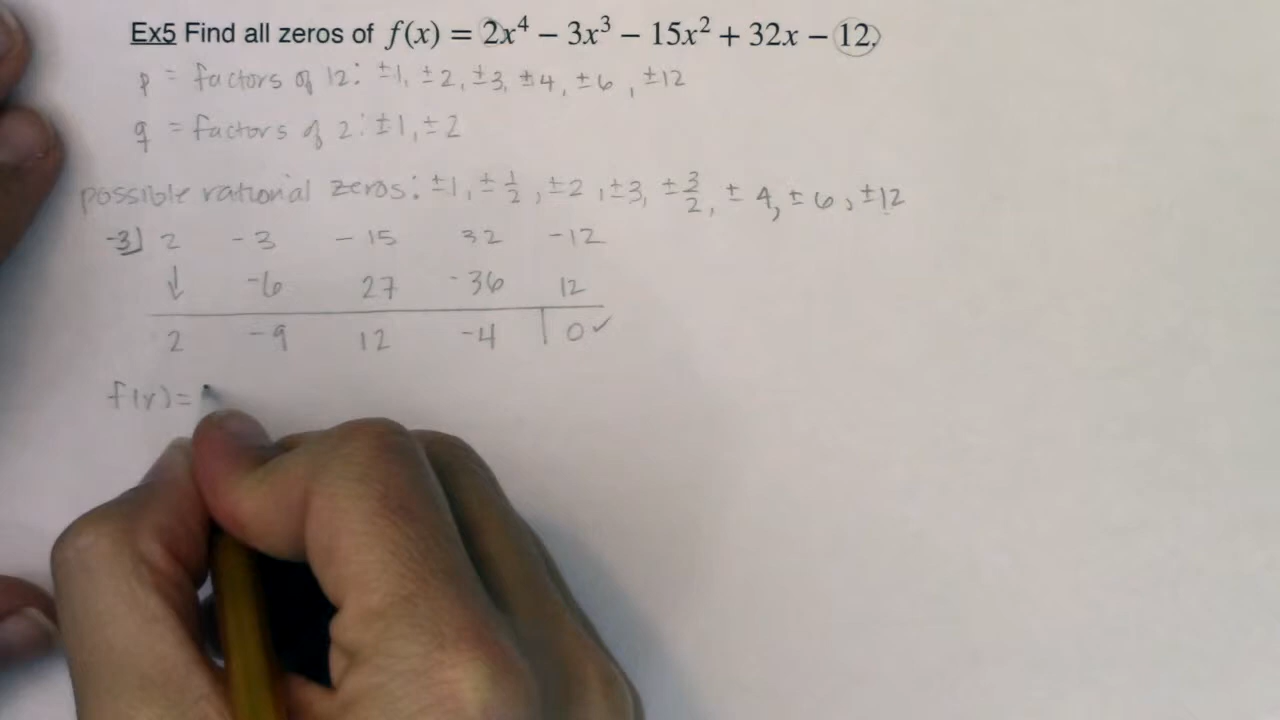 Ex5 Find all zeros of f(x) = 2x⁴ − 3x³ − 15x² + 32x − 12.
p = factors of 12: ±1, ±2, ±3, ±4, ±6, ±12
q = factors of 2: ±1, ±2
possible rational zeros: ±1, ±1/2, ±2, ±3, ±3/2, ±4, ±6, ±12
-3| 2 -3 -15 32 -12
↓ -6 27 -36 12
2 -9 12 -4 | 0 ✓
f(x) =